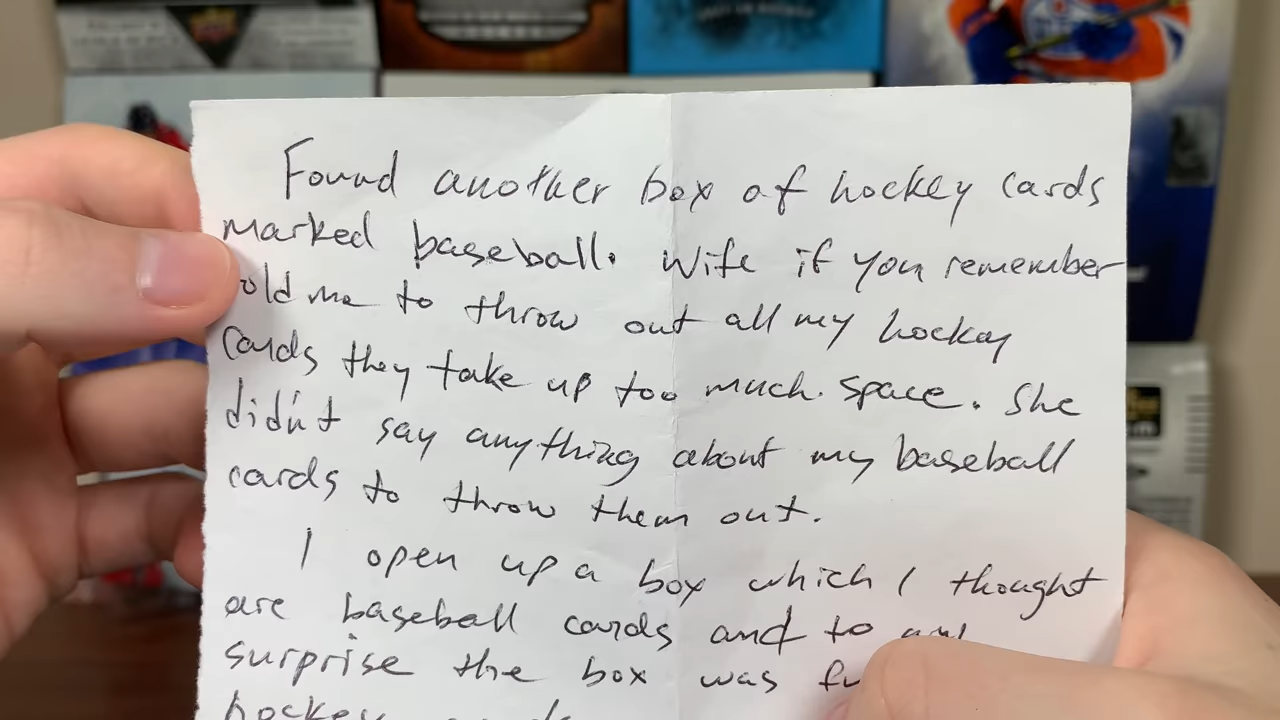 Found another box of hockey cards
marked baseball. Wife if you remember
old me to throw out all my hockey
cards they take up too much space. She
didn't say anything about my baseball
cards to throw them out.
I open up a box which I thought
are baseball cards and to
surprise the box was
hockey